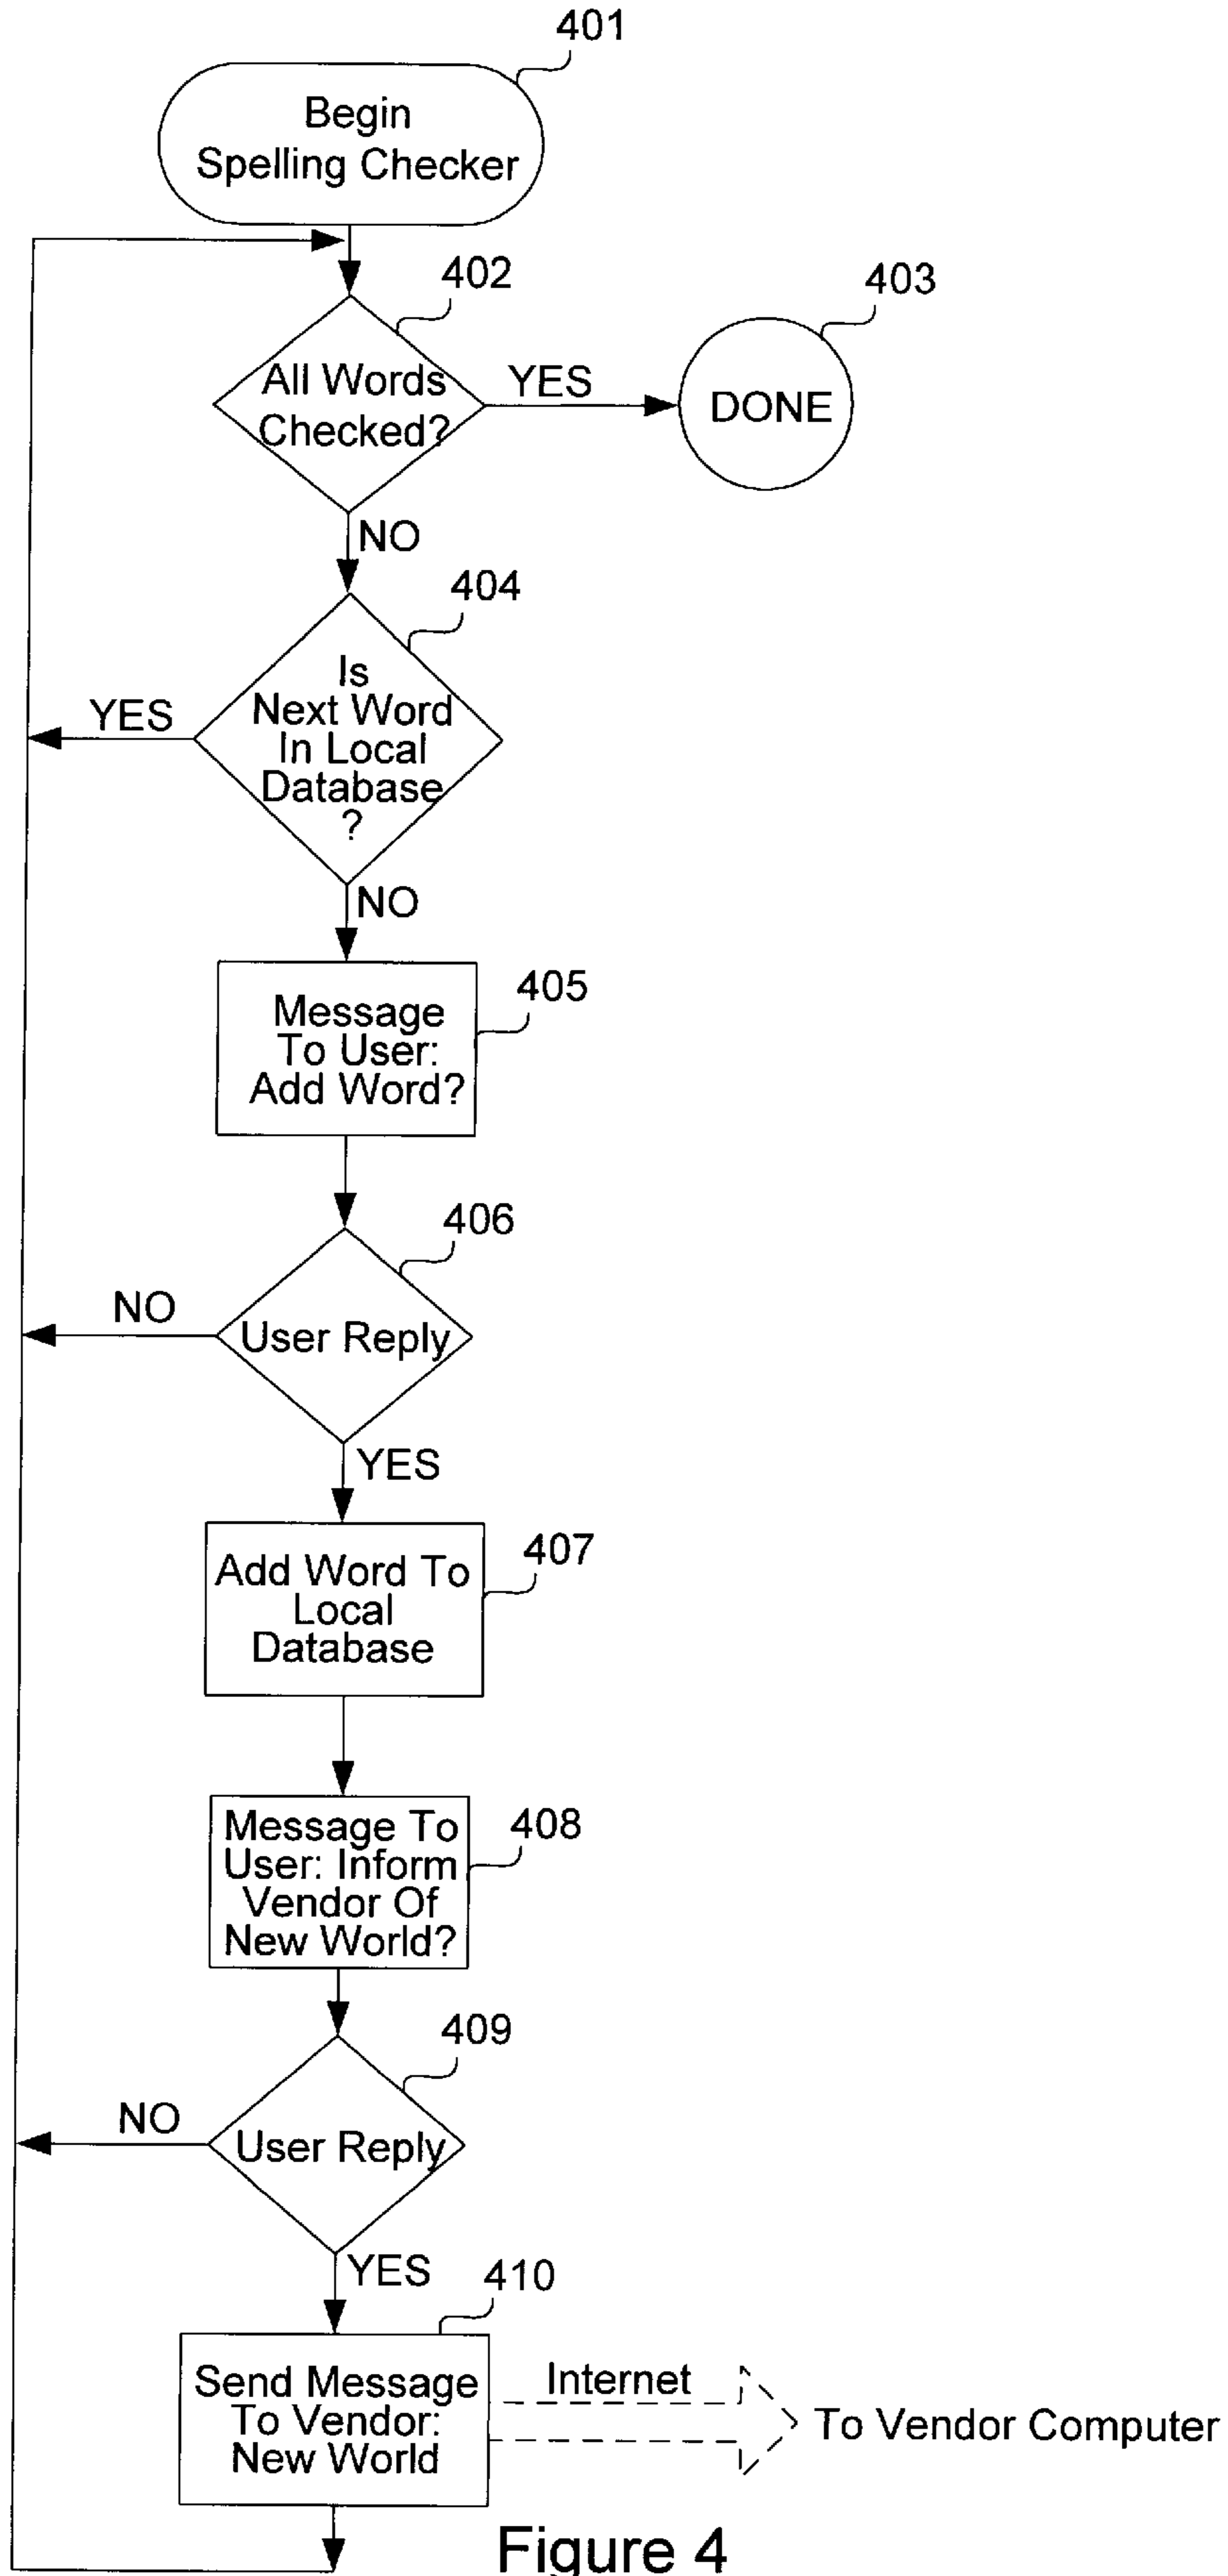 401
Begin
Spelling Checker
402
403
All Words
Checked?
YES
DONE
NO
404
Is
Next Word
In Local
Database
?
YES
NO
405
Message
To User:
Add Word?
406
NO
User Reply
YES
407
Add Word To
Local
Database
408
Message To
User: Inform
Vendor Of
New World?
409
NO
User Reply
YES
410
Send Message
To Vendor:
New World
Internet
To Vendor Computer
Figure 4